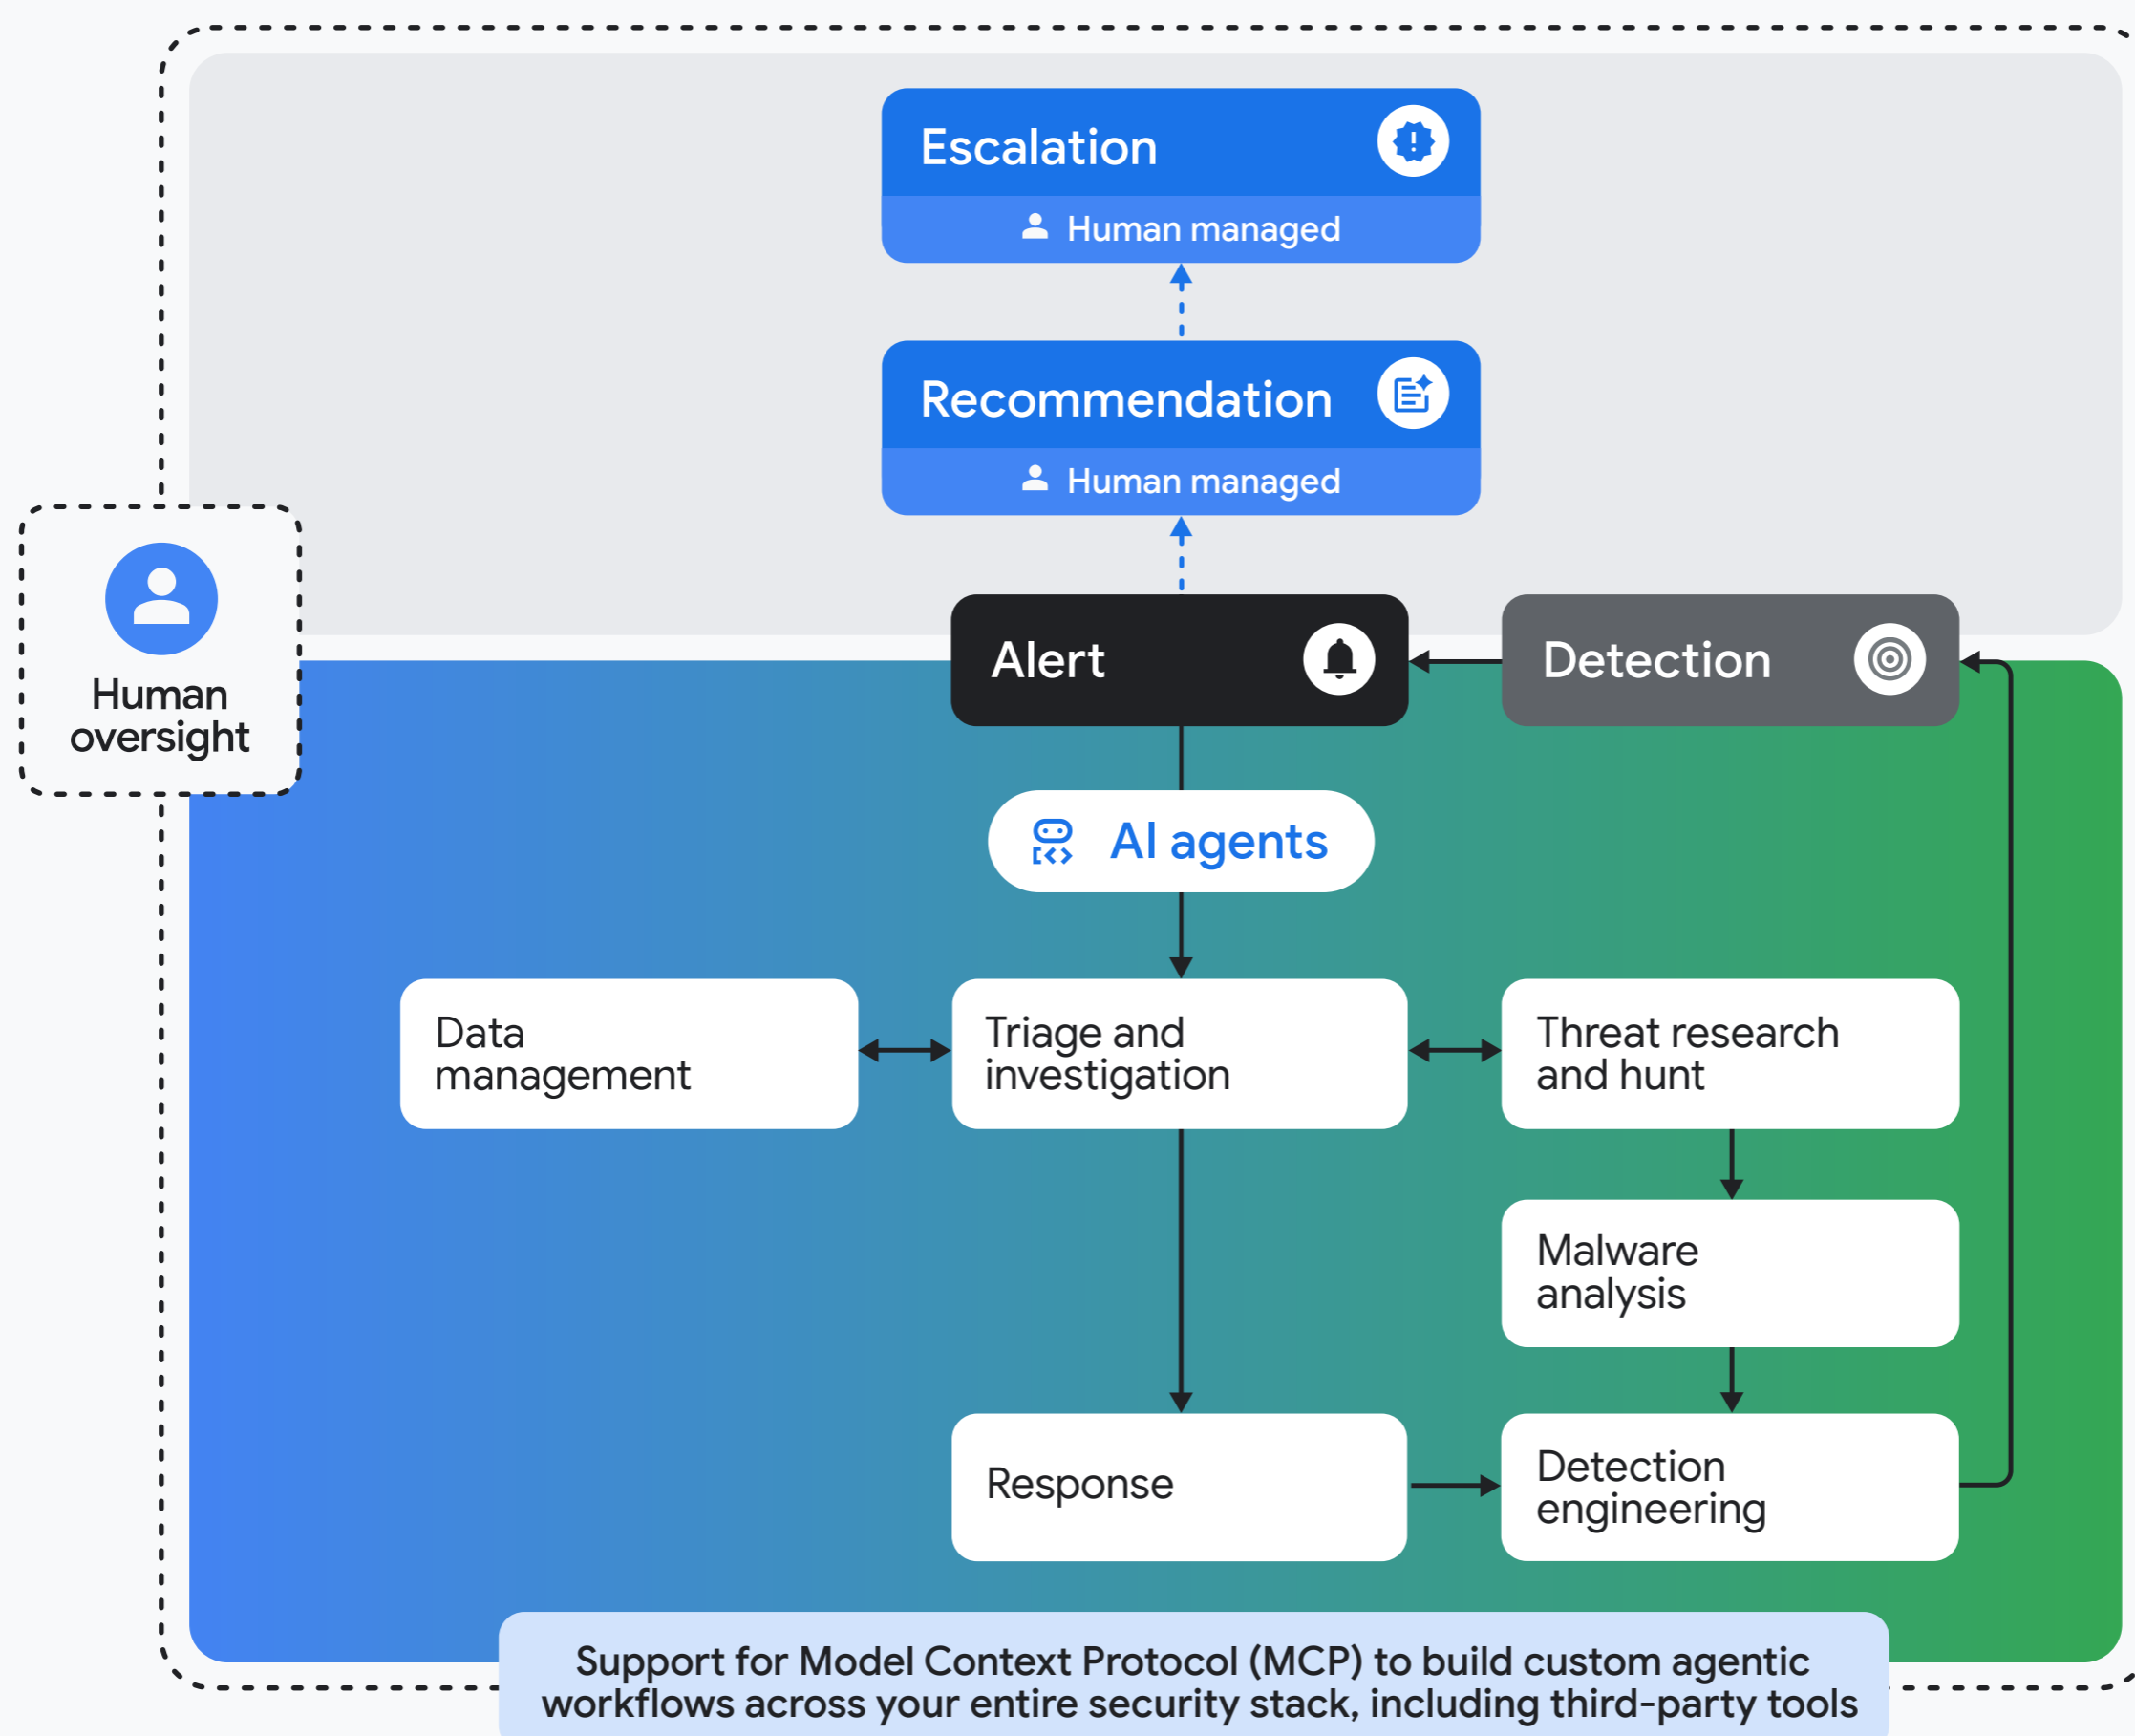 Escalation
Human managed
Recommendation
Human managed
Human
oversight
Alert
Detection
AI agents
Data
management
Triage and
investigation
Threat research
and hunt
Malware
analysis
Response
Detection
engineering
Support for Model Context Protocol (MCP) to build custom agentic
workflows across your entire security stack, including third-party tools